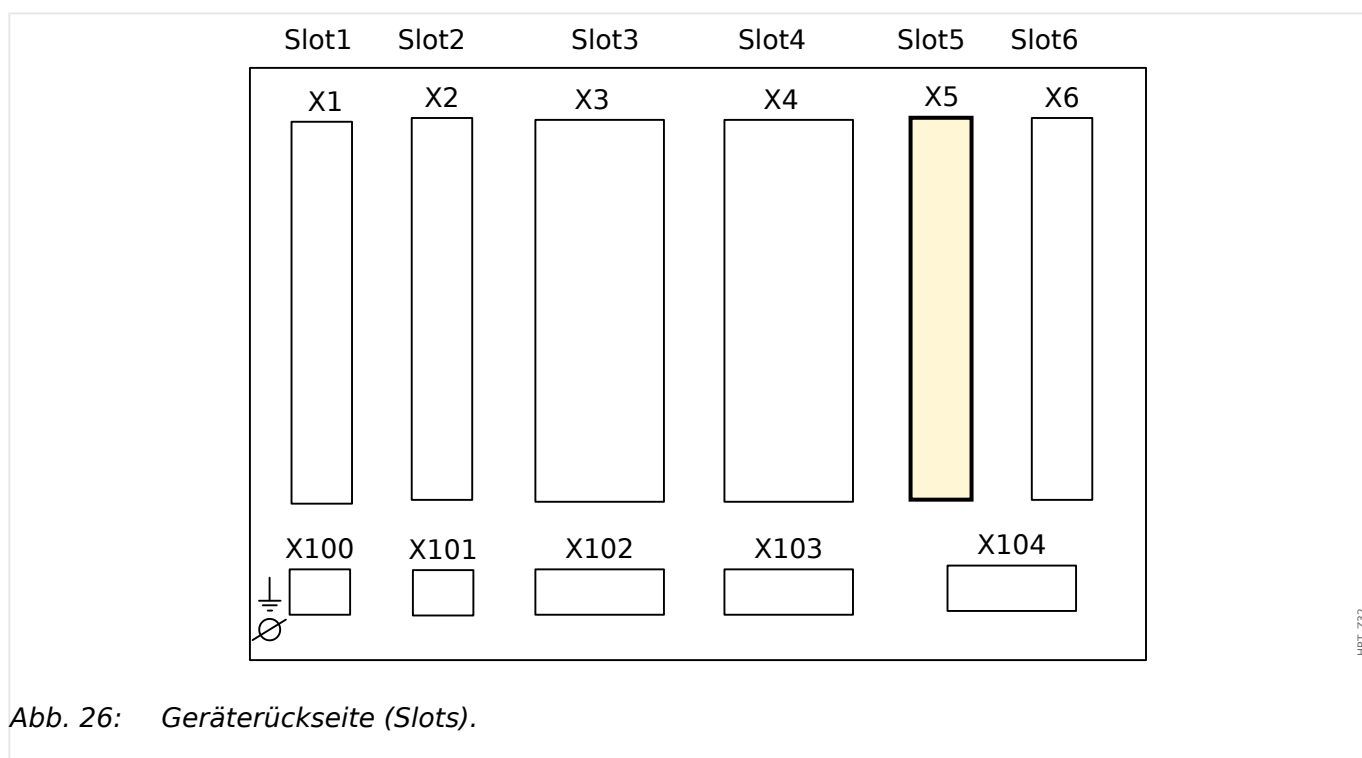 Slot1 Slot2 Slot3 Slot4 Slot5 Slot6
X1 X2 X3 X4 X5 X6
X100 X101 X102 X103 X104
Abb. 26: Geräterückseite (Slots).